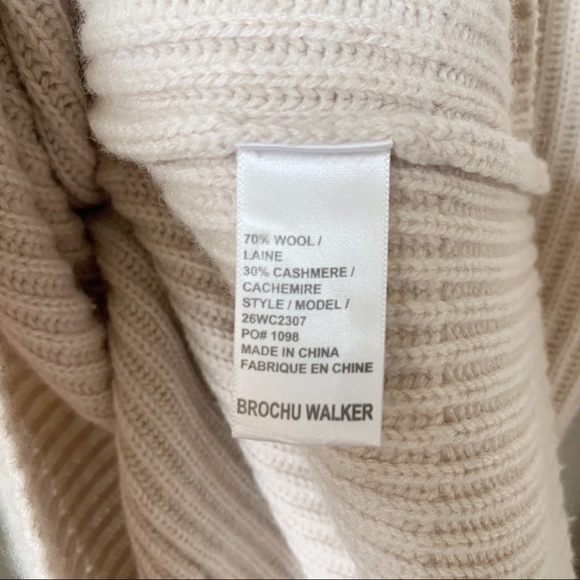 70% WOOL /
LAINE
30% CASHMERE /
CACHEMIRE
STYLE / MODEL /
26WC2307
PO# 1098
MADE IN CHINA
FABRIQUE EN CHINE
BROCHU WALKER